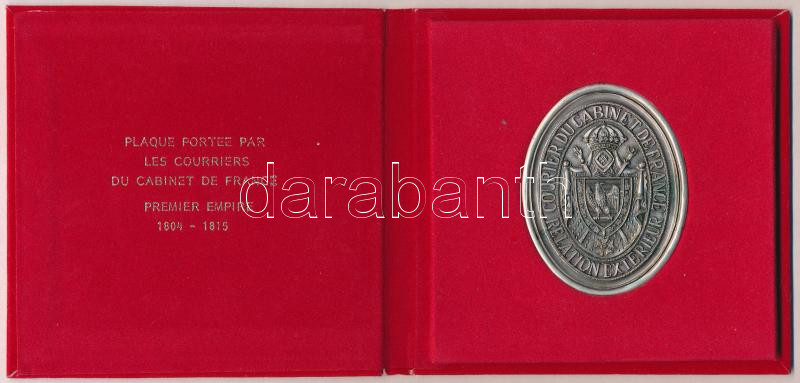 PLAQUE PORTEE PAR
LES COURRIERS
DU CABINET DE FRANCE
PREMIER EMPIRE
1804 - 1815
darabanth
COURIER DU CABINET DE FRANCE
RELATION EXTERIEUR